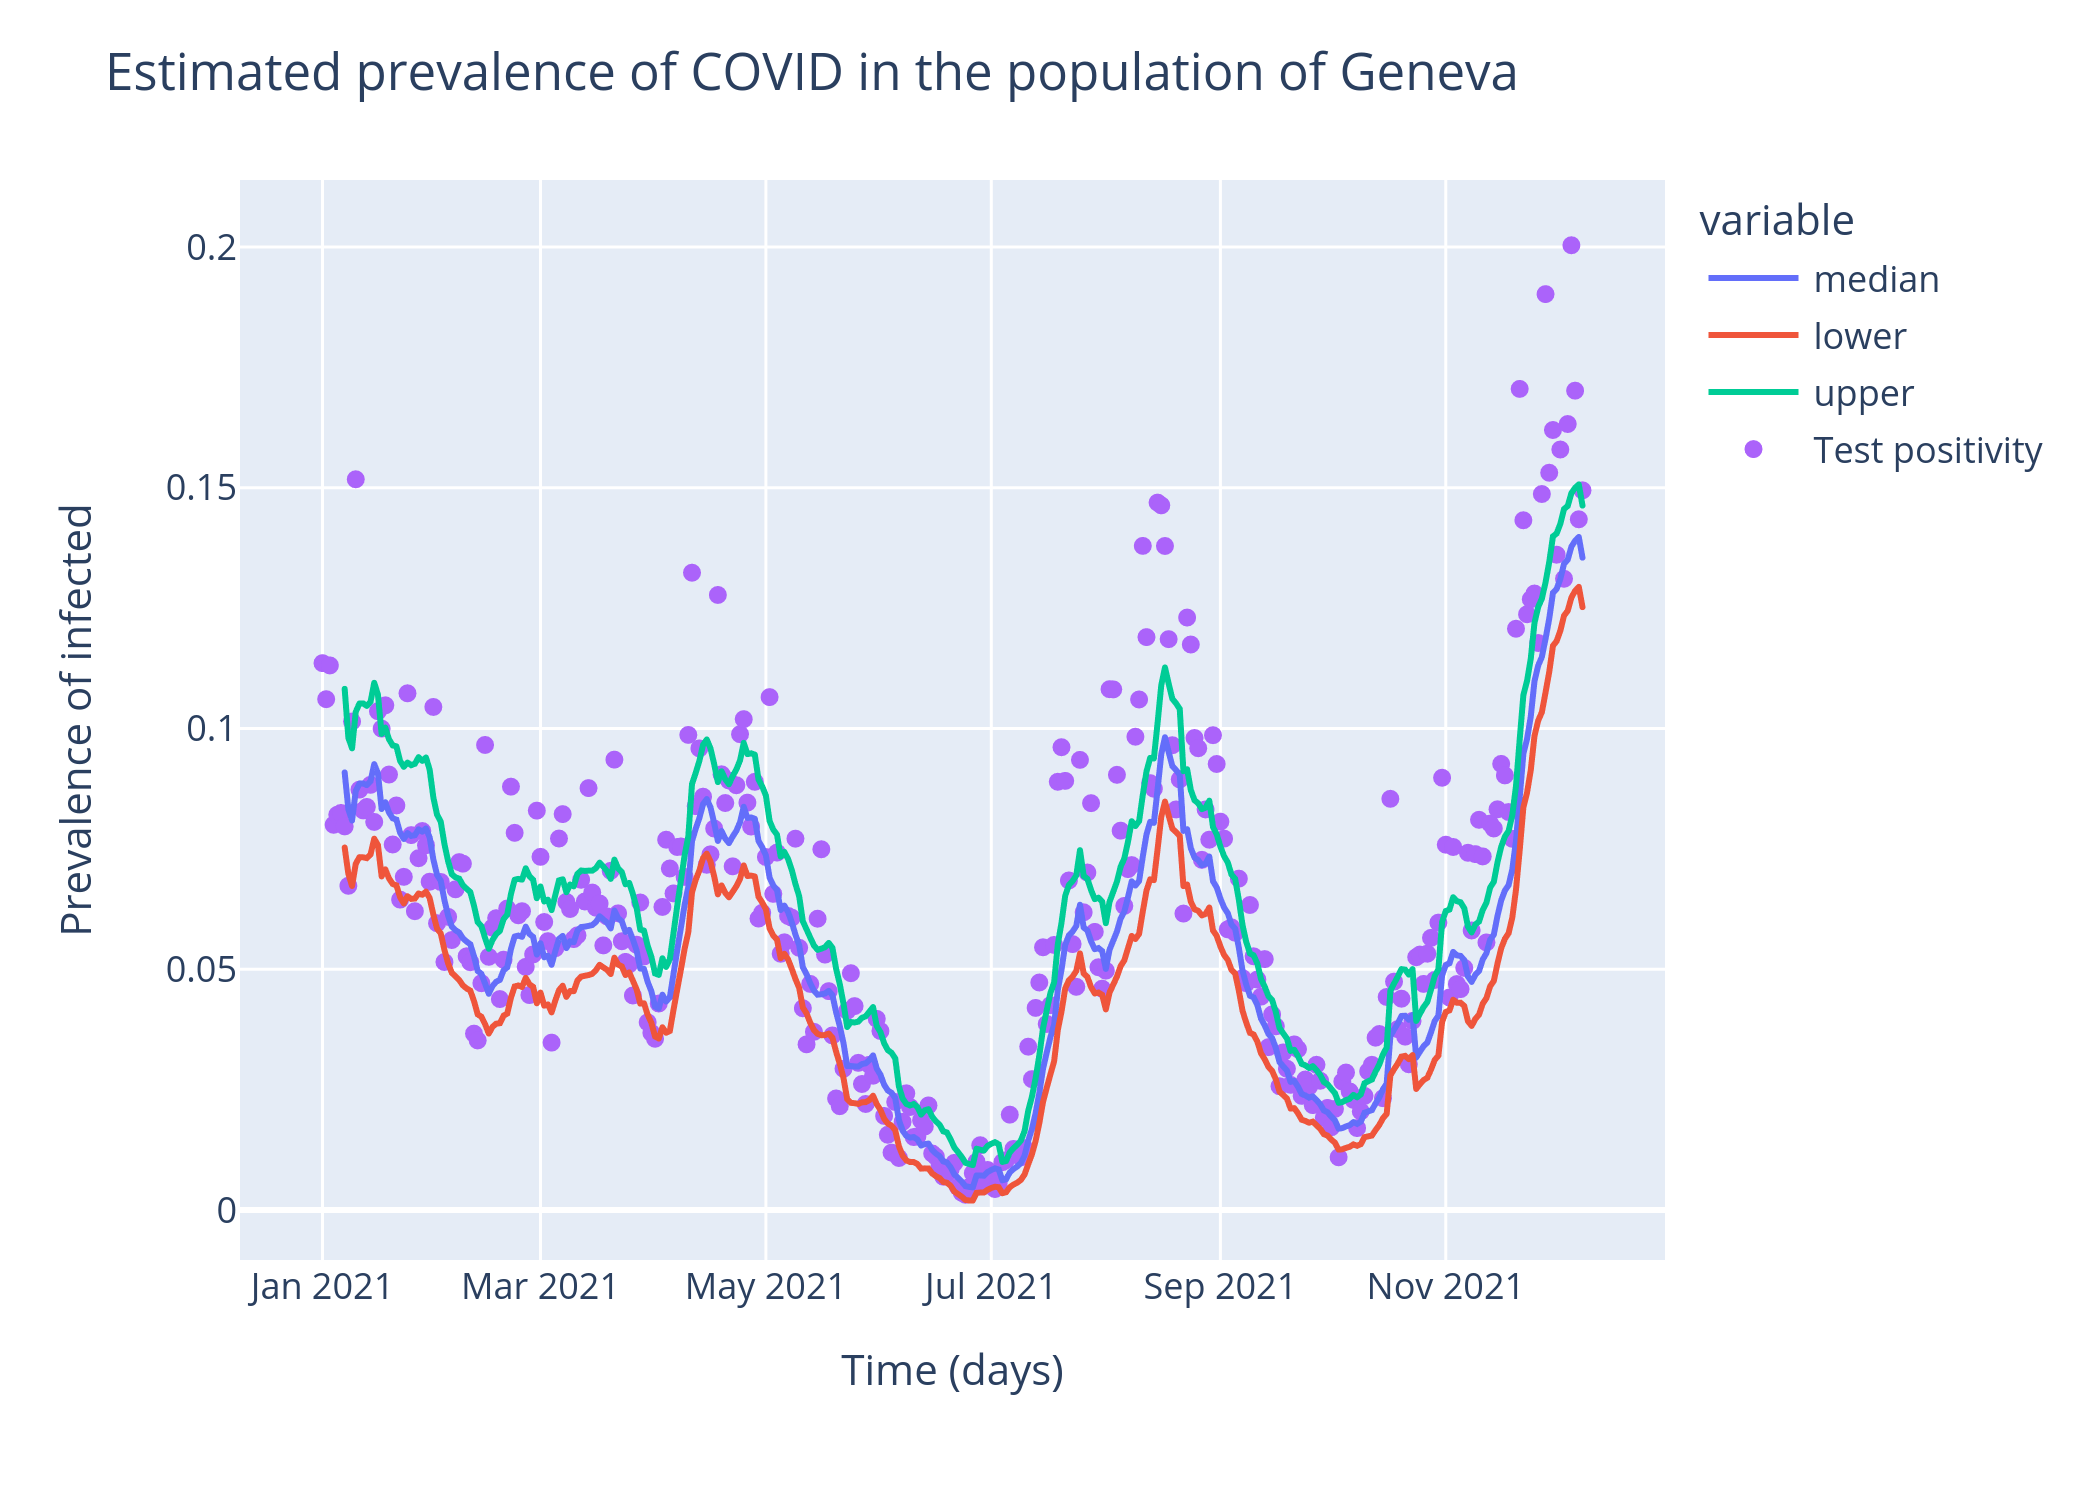 Estimated prevalence of COVID in the population of Geneva
variable
median
lower
upper
Test positivity
Prevalence of infected
0.2
0.15
0.1
0.05
0
Jan 2021 Mar 2021 May 2021 Jul 2021 Sep 2021 Nov 2021
Time (days)